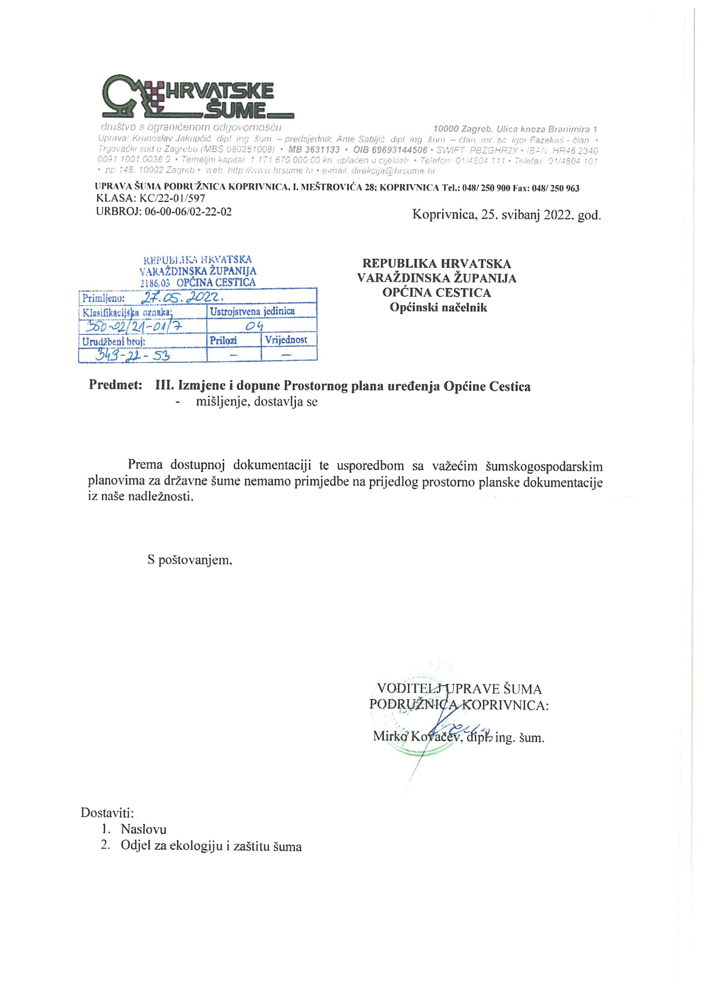 HRVATSKE
ŠUME
društvo s ograničenom odgovornošću
10000 Zagreb, Ulica kneza Branimira 1
Uprava: Krunoslav Jakupčić, dipl. ing. šum. – predsjednik, Ante Sabljić, dipl. ing. šum. – član, mr. sc. Igor Fazekaš - član •
Trgovački sud u Zagrebu (MBS 080251008) • MB 3631133 • OIB 69693144506 • SWIFT: PBZGHR2X • IBAN: HR46 2340
0091 1001 0036 0 • Temeljni kapital: 1 171 670.000,00 kn, uplaćen u cijelosti • Telefon: 01/4804 111 • Telefax: 01/4804 101
• pp 148, 10002 Zagreb • web: http://www.hrsume.hr • e-mail: direkcija@hrsume.hr
UPRAVA ŠUMA PODRUŽNICA KOPRIVNICA, I. MEŠTROVIĆA 28; KOPRIVNICA Tel.: 048/ 250 900 Fax: 048/ 250 963
KLASA: KC/22-01/597
URBROJ: 06-00-06/02-22-02
Koprivnica, 25. svibanj 2022. god.
REPUBLIKA HRVATSKA
VARAŽDINSKA ŽUPANIJA
2186,03 OPĆINA CESTICA
Primljeno: 27.05.2022.
Klasifikacijska oznaka: Ustrojstvena jedinica
350-02/21-01/7 04
Urudžbeni broj: Prilozi Vrijednost
349-22-53 – –
REPUBLIKA HRVATSKA
VARAŽDINSKA ŽUPANIJA
OPĆINA CESTICA
Općinski načelnik
Predmet: III. Izmjene i dopune Prostornog plana uređenja Općine Cestica
- mišljenje, dostavlja se
Prema dostupnoj dokumentaciji te usporedbom sa važećim šumskogospodarskim
planovima za državne šume nemamo primjedbe na prijedlog prostorno planske dokumentacije
iz naše nadležnosti.
S poštovanjem,
VODITELJ UPRAVE ŠUMA
PODRUŽNICA KOPRIVNICA:
Mirko Kovačev, dipl. ing. šum.
Dostaviti:
1. Naslovu
2. Odjel za ekologiju i zaštitu šuma